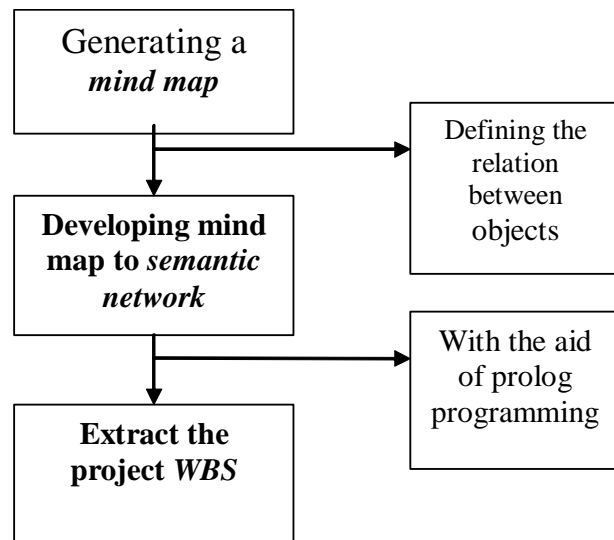 Generating a
mind map
Defining the
relation
between
objects
Developing mind
map to semantic
network
With the aid
of prolog
programming
Extract the
project WBS